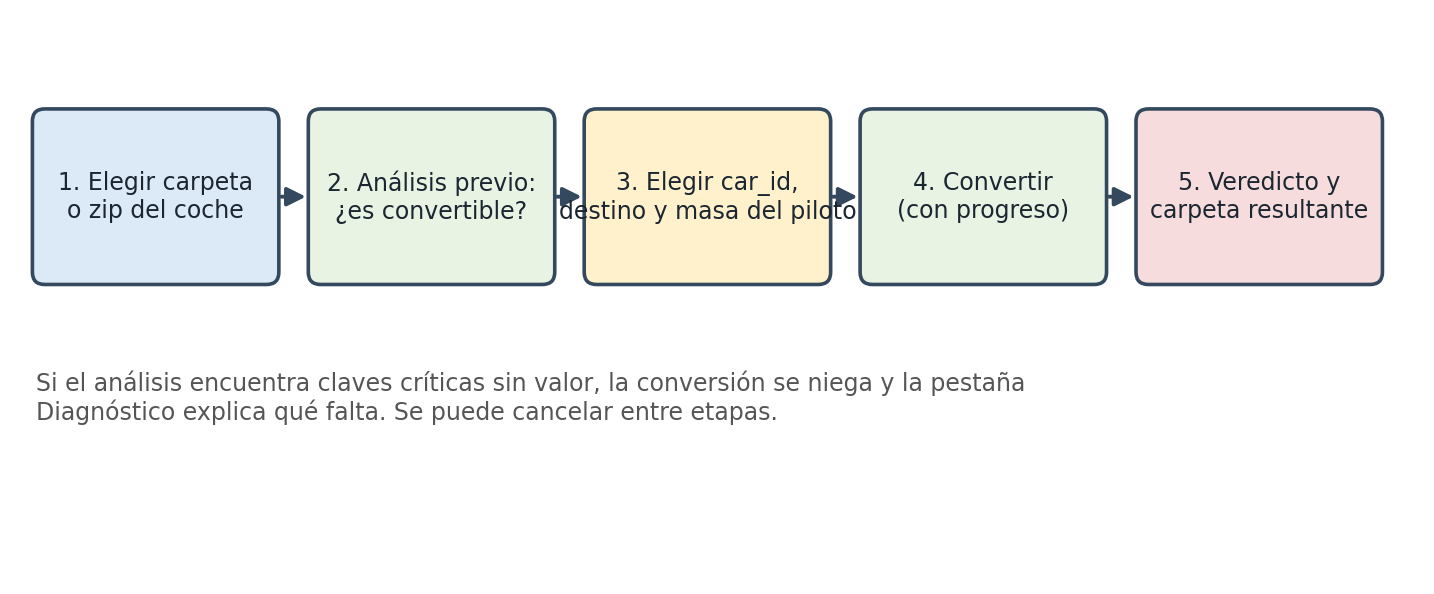 1. Elegir carpeta
o zip del coche
2. Análisis previo:
¿es convertible?
3. Elegir car_id,
destino y masa del piloto
4. Convertir
(con progreso)
5. Veredicto y
carpeta resultante
Si el análisis encuentra claves críticas sin valor, la conversión se niega y la pestaña
Diagnóstico explica qué falta. Se puede cancelar entre etapas.